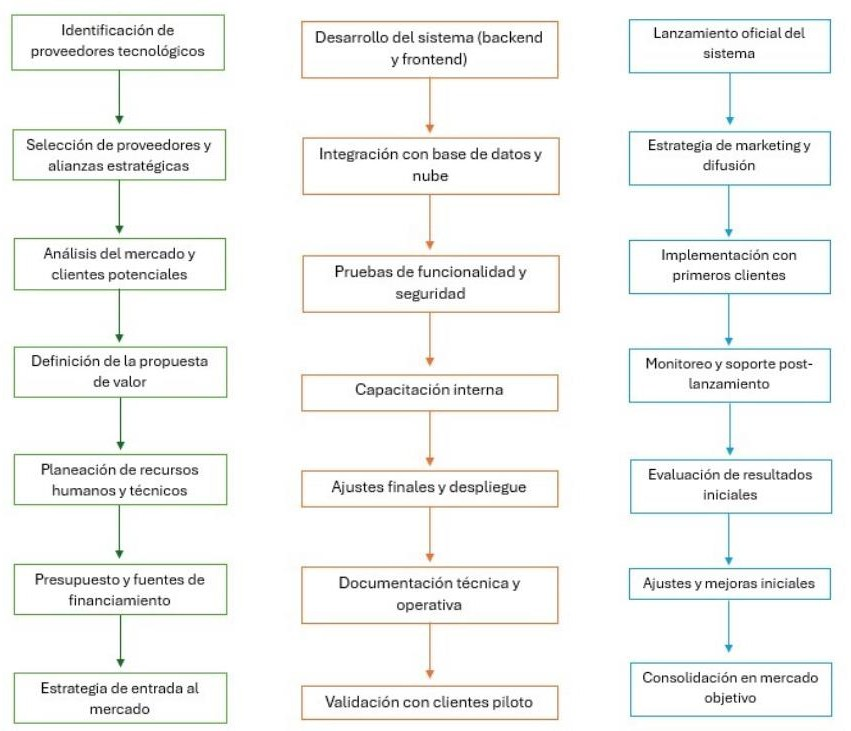 Identificación de
proveedores tecnológicos
Selección de proveedores y
alianzas estratégicas
Análisis del mercado y
clientes potenciales
Definición de la propuesta
de valor
Planeación de recursos
humanos y técnicos
Presupuesto y fuentes de
financiamiento
Estrategia de entrada al
mercado
Desarrollo del sistema (backend
y frontend)
Integración con base de datos y
nube
Pruebas de funcionalidad y
seguridad
Capacitación interna
Ajustes finales y despliegue
Documentación técnica y
operativa
Validación con clientes piloto
Lanzamiento oficial del
sistema
Estrategia de marketing y
difusión
Implementación con
primeros clientes
Monitoreo y soporte post-
lanzamiento
Evaluación de resultados
iniciales
Ajustes y mejoras iniciales
Consolidación en mercado
objetivo